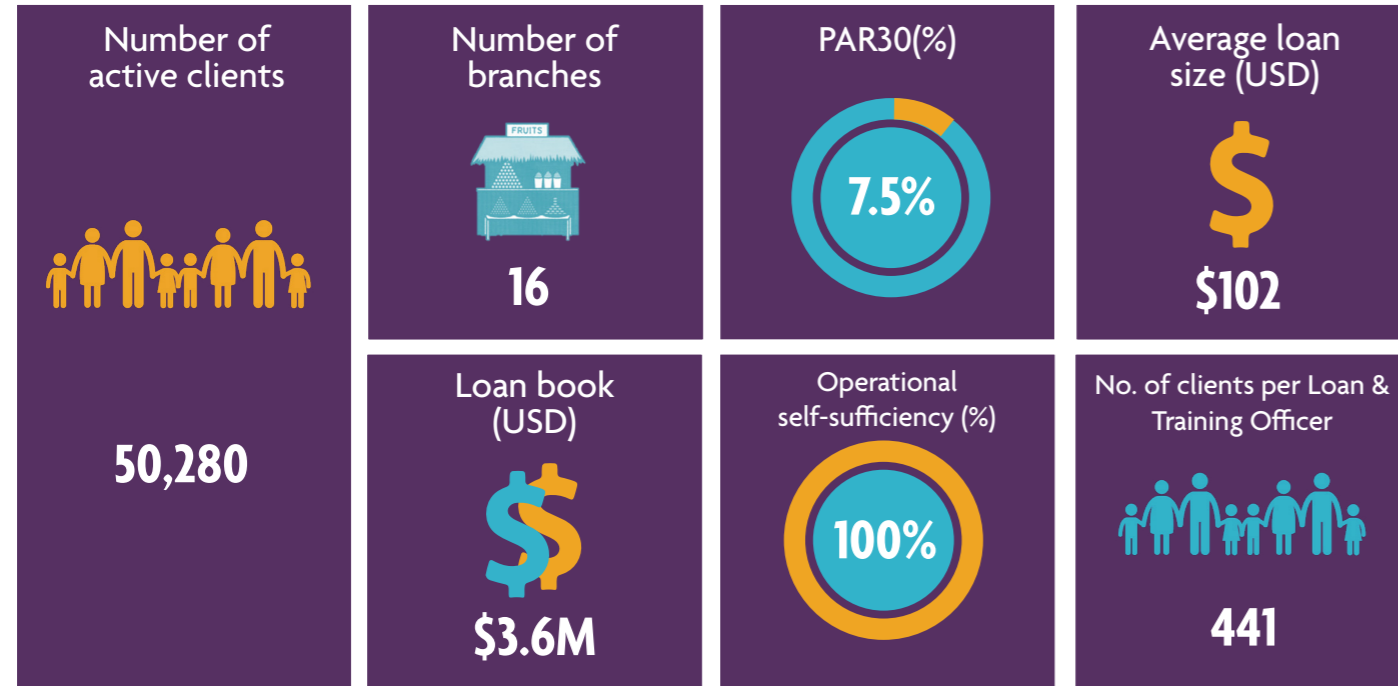 Number of
active clients
50,280
Number of
branches
FRUITS
16
PAR30(%)
7.5%
Average loan
size (USD)
$102
Loan book
(USD)
$3.6M
Operational
self-sufficiency (%)
100%
No. of clients per Loan &
Training Officer
441